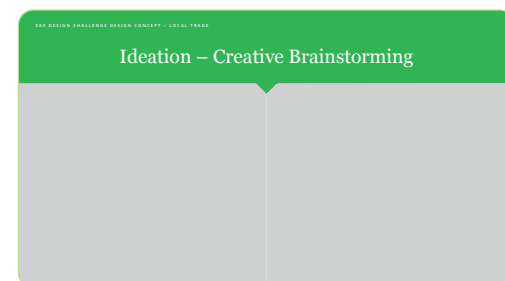 XXX DESIGN CHALLENGE DESIGN CONCEPT – LOCAL TRADE
Ideation – Creative Brainstorming